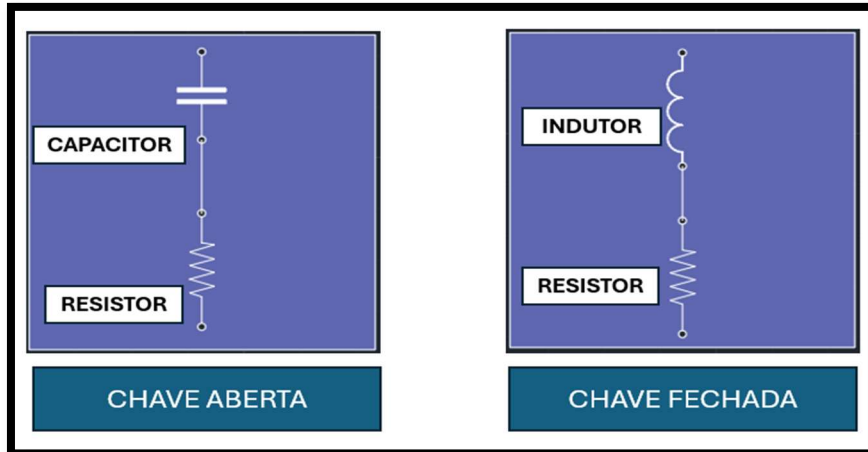 CAPACITOR
RESISTOR
CHAVE ABERTA
INDUTOR
RESISTOR
CHAVE FECHADA